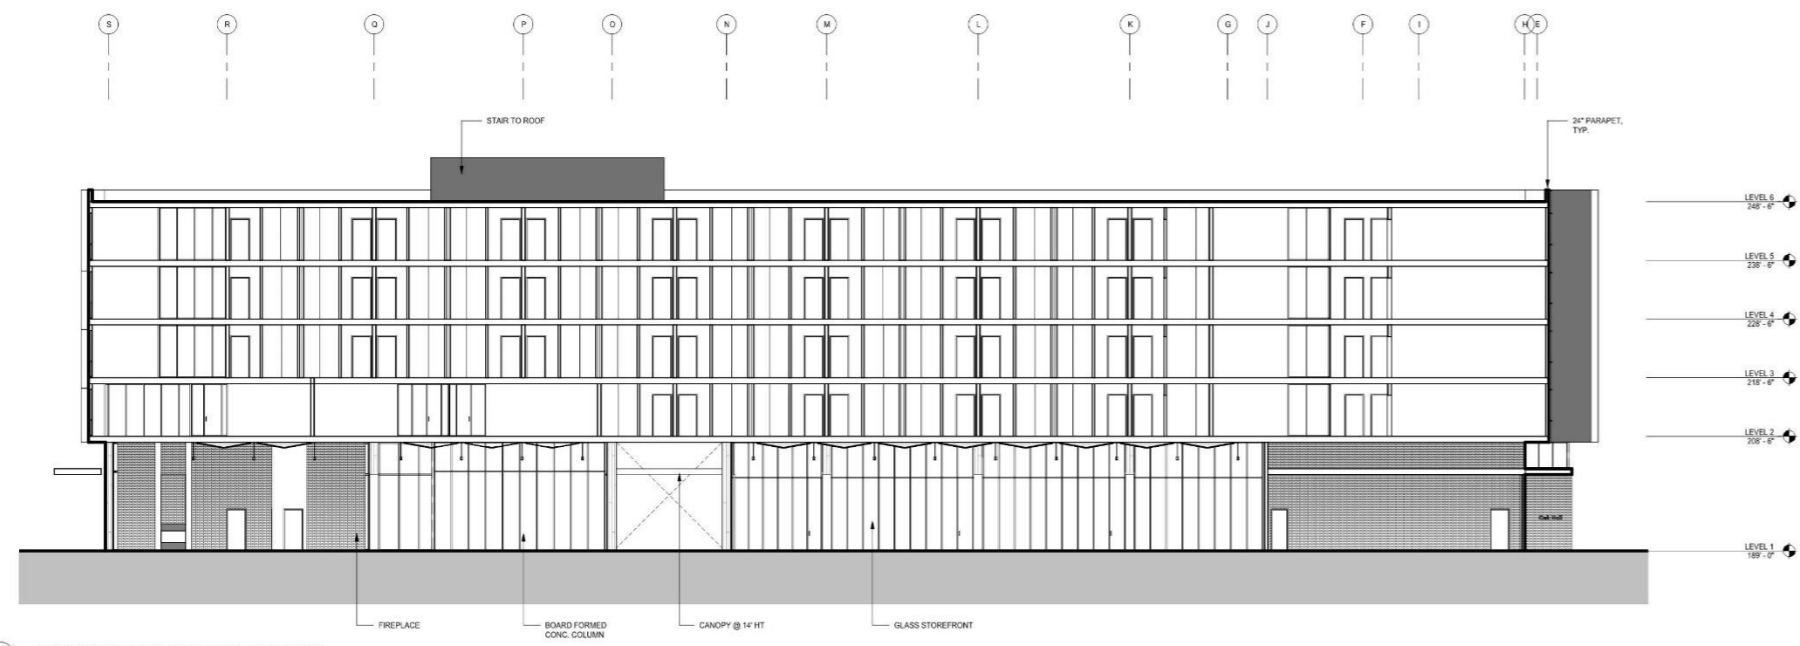 S R Q P O N M L K G J F I H E
STAIR TO ROOF
24" PARAPET,
TYP.
LEVEL 6
248' - 6"
LEVEL 5
238' - 6"
LEVEL 4
228' - 6"
LEVEL 3
218' - 6"
LEVEL 2
208' - 6"
Oak Hall
LEVEL 1
189' - 0"
FIREPLACE
BOARD FORMED
CONC. COLUMN
CANOPY @ 14' HT
GLASS STOREFRONT